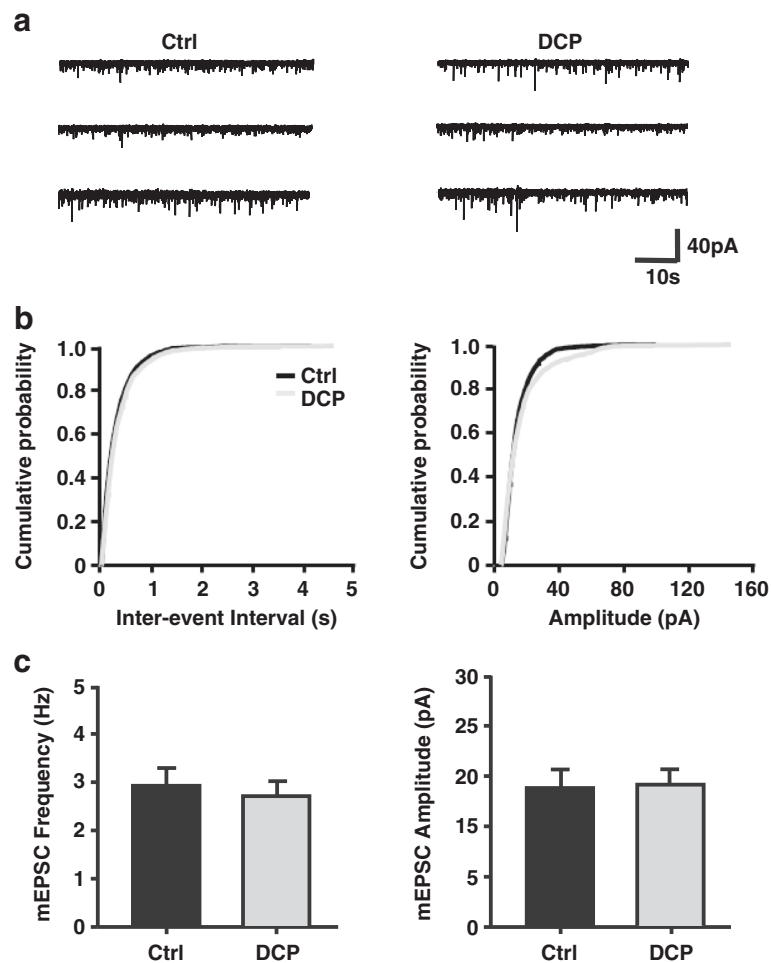 a
Ctrl
DCP
40pA
10s
b
Cumulative probability
1.0
0.8
0.6
0.4
0.2
0
Ctrl
DCP
0 1 2 3 4 5
Inter-event Interval (s)
Cumulative probability
1.0
0.8
0.6
0.4
0.2
0
0 40 80 120 160
Amplitude (pA)
c
mEPSC Frequency (Hz)
5
4
3
2
1
0
Ctrl DCP
mEPSC Amplitude (pA)
30
25
20
15
5
0
Ctrl DCP